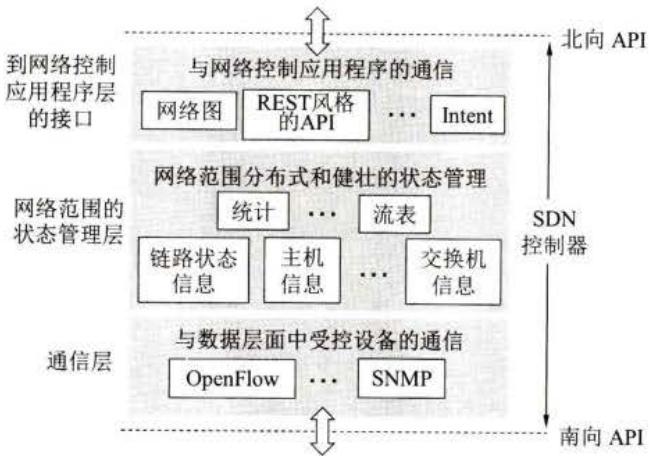 北向 API
到网络控制
应用程序层
的接口
与网络控制应用程序的通信
网络图
REST风格
的API
...
Intent
网络范围的
状态管理层
网络范围分布式和健壮的状态管理
统计
...
流表
链路状态
信息
主机
信息
...
交换机
信息
SDN
控制器
通信层
与数据层面中受控设备的通信
OpenFlow
...
SNMP
南向 API